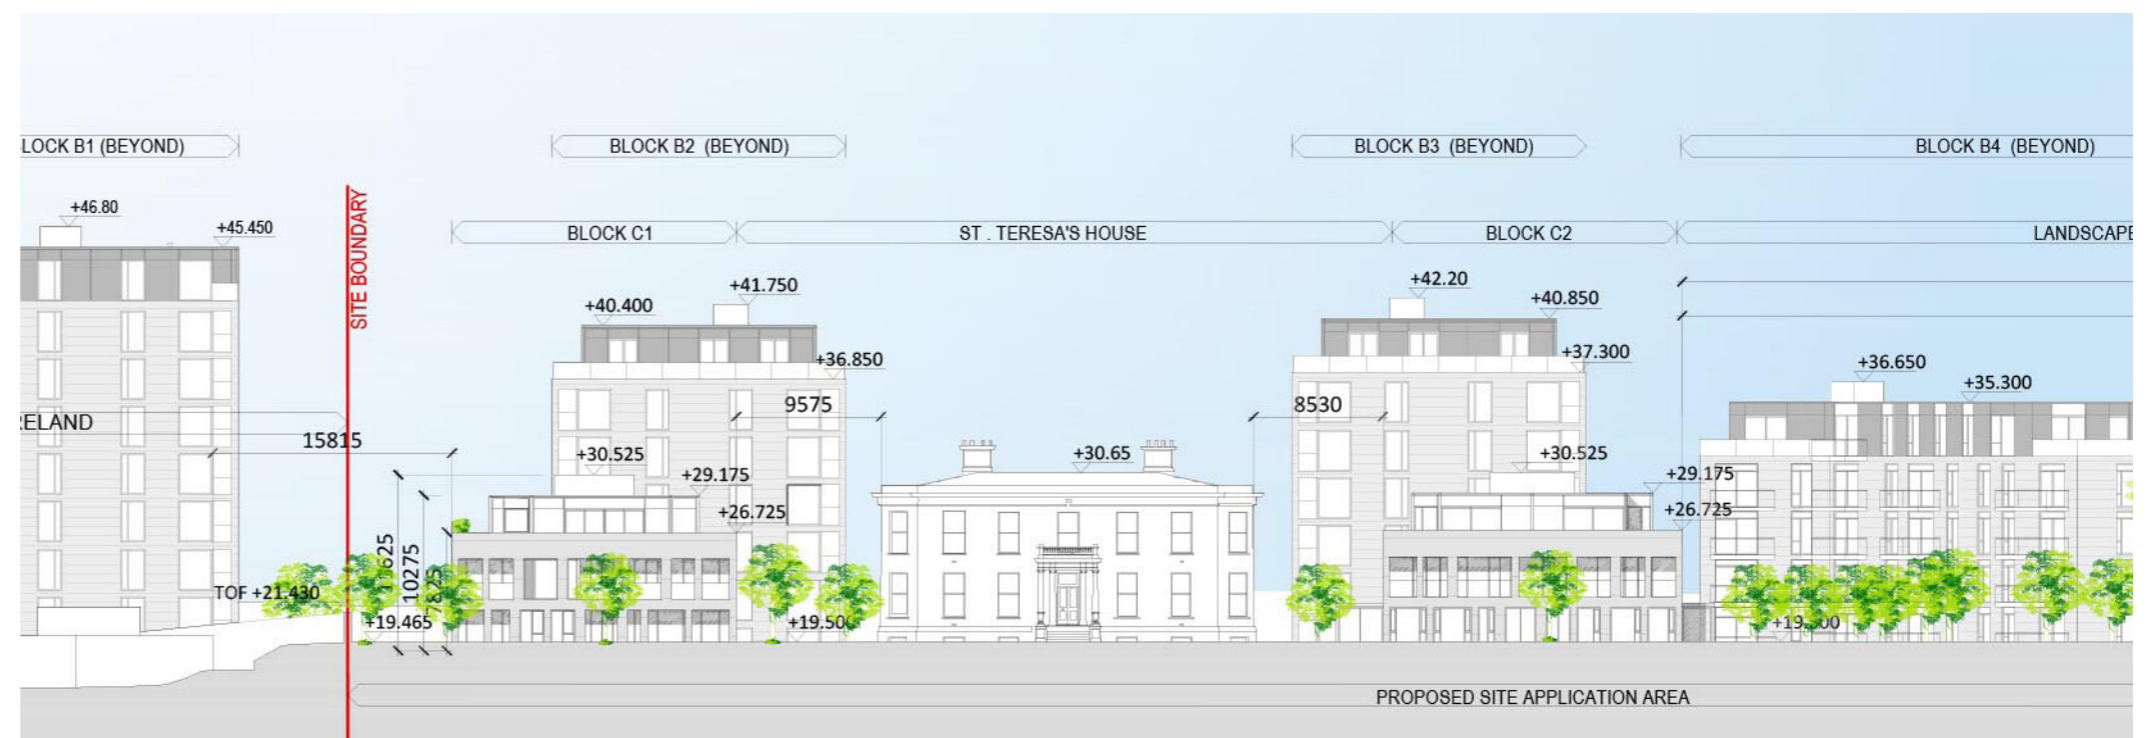 LOCK B1 (BEYOND)
BLOCK B2 (BEYOND)
BLOCK B3 (BEYOND)
BLOCK B4 (BEYOND)
SITE BOUNDARY
BLOCK C1
ST . TERESA'S HOUSE
BLOCK C2
LANDSCAPE
+46.80
+45.450
+41.750
+40.400
+36.850
+42.20
+40.850
+37.300
+36.650
+35.300
RELAND
15815
9575
8530
+30.525
+29.175
+26.725
+30.65
+30.525
+29.175
+26.725
10275
TOF +21.430
+19.465
PROPOSED SITE APPLICATION AREA